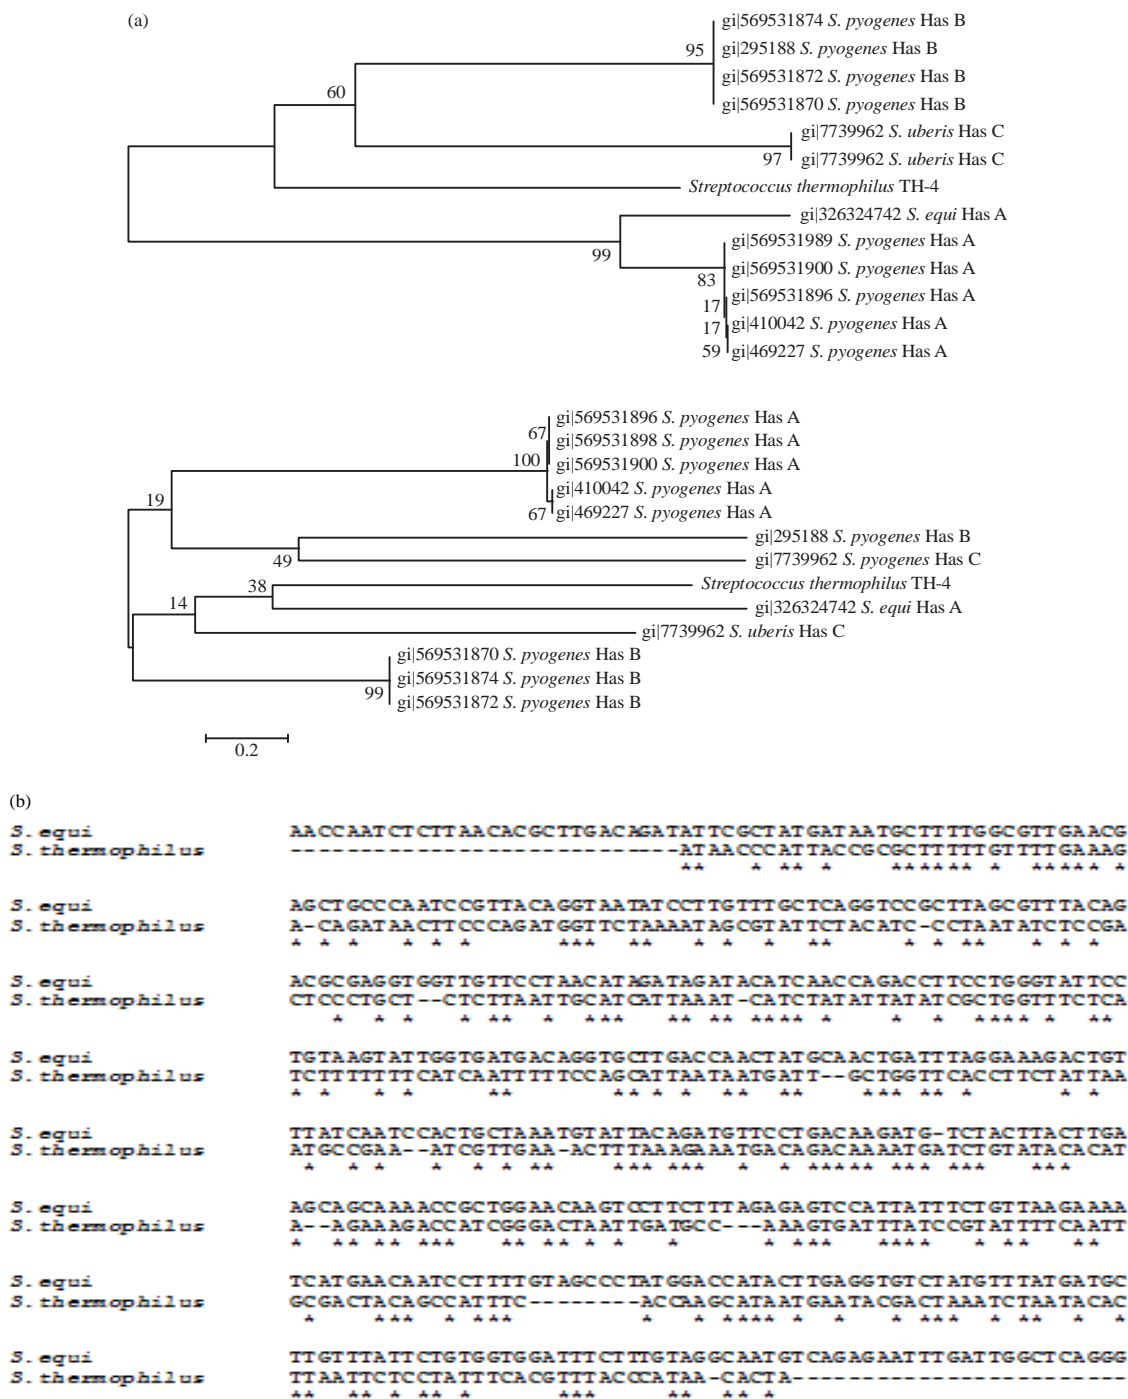 (a)
gi|569531874 S. pyogenes Has B
gi|295188 S. pyogenes Has B
95
gi|569531872 S. pyogenes Has B
60
gi|569531870 S. pyogenes Has B
gi|7739962 S. uberis Has C
97
gi|7739962 S. uberis Has C
Streptococcus thermophilus TH-4
gi|326324742 S. equi Has A
gi|569531989 S. pyogenes Has A
99
gi|569531900 S. pyogenes Has A
83
gi|569531896 S. pyogenes Has A
17
gi|410042 S. pyogenes Has A
17
gi|469227 S. pyogenes Has A
59
gi|569531896 S. pyogenes Has A
67
gi|569531898 S. pyogenes Has A
100
gi|569531900 S. pyogenes Has A
gi|410042 S. pyogenes Has A
19
gi|469227 S. pyogenes Has A
67
gi|295188 S. pyogenes Has B
49
gi|7739962 S. pyogenes Has C
38
Streptococcus thermophilus TH-4
14
gi|326324742 S. equi Has A
gi|7739962 S. uberis Has C
gi|569531870 S. pyogenes Has B
gi|569531874 S. pyogenes Has B
99
gi|569531872 S. pyogenes Has B
0.2
(b)
S.equi AACCAATCTCTTAACACGCTTGACAGATATTCGCTATGATAATGCTTTTGGCGTTGAACG
S.thermophilus ---------------------------ATAACCCATTACCGCGCTTTTTGTTTTGAAAG
S.equi AGCTGCCCAATCCGTTACAGGTAATATCCTTGTTTGCTCAGGTCCGCTTAGCGTTTACAG
S.thermophilus A-CAGATAACTTCCCAGATGGTTCTAAAATAGCGTATTCTACATC-CCTAATATCTCCGA
S.equi ACGCGAGGTGGTTGTTCCTAACATAGATAGATACATCAACCAGACCTTCCTGGGTATTCC
S.thermophilus CTCCCTGCT--CTCTTAATTGCATCATTAAAT-CATCTATATTATATCGCTGGTTTCTCA
S.equi TGTAAGTATTGGTGATGACAGGTGCTTGACCAACTATGCAACTGATTTAGGAAAGACTGT
S.thermophilus TCTTTTTTTCATCAATTTTTCCAGCATTAATAATGATT--GCTGGTTCACCTTCTATTAA
S.equi TTATCAATCCACTGCTAAATGTATTACAGATGTTCCTGACAAGATG-TCTACTTACTTGA
S.thermophilus ATGCCGAA--ATCGTTGAA-ACTTTAAAGAAATGACAGACAAAATGATCTGTATACACAT
S.equi AGCAGCAAAACCGCTGGAACAAGTCCTTCTTTAGAGAGTCCATTATTTCTGTTAAGAAAA
S.thermophilus A--AGAAAGACCATCGGGACTAATTGATGCC---AAAGTGATTTATCCGTATTTTCAATT
S.equi TCATGAACAATCCTTTTGTAGCCCTATGGACCATACTTGAGGTGTCTATGTTTATGATGC
S.thermophilus GCGACTACAGCCATTTC--------ACCAAGCATAATGAATACGACTAAATCTAATACAC
S.equi TTGTTTATTCTGTGGTGGATTTCTTTGTAGGCAATGTCAGAGAATTTGATTGGCTCAGGG
S.thermophilus TTAATTCTCCTATTTCACGTTTACCCATAA-CACTA------------------------